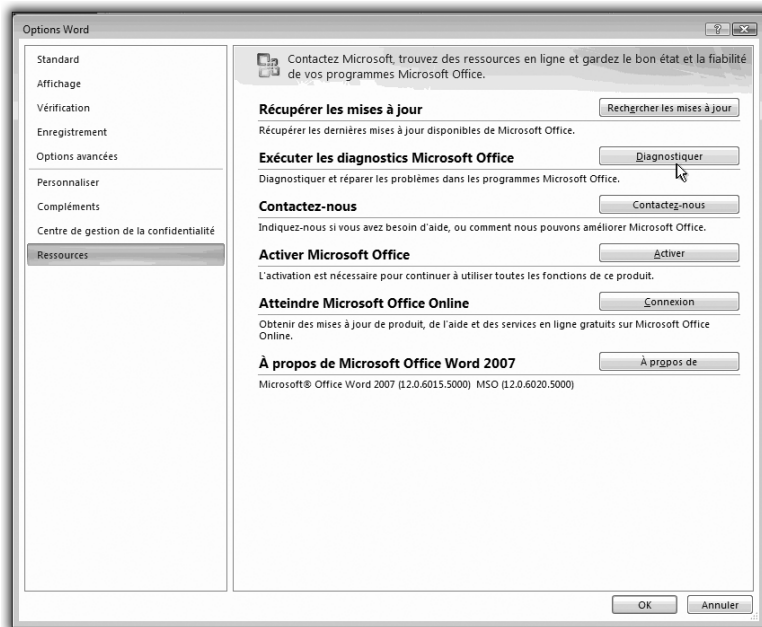 Options Word
Standard
Affichage
Vérification
Enregistrement
Options avancées
Personnaliser
Compléments
Centre de gestion de la confidentialité
Ressources
Contactez Microsoft, trouvez des ressources en ligne et gardez le bon état et la fiabilité
de vos programmes Microsoft Office.
Récupérer les mises à jour
Rechercher les mises à jour
Récupérer les dernières mises à jour disponibles de Microsoft Office.
Exécuter les diagnostics Microsoft Office
Diagnostiquer
Diagnostiquer et réparer les problèmes dans les programmes Microsoft Office.
Contactez-nous
Contactez-nous
Indiquez-nous si vous avez besoin d'aide, ou comment nous pouvons améliorer Microsoft Office.
Activer Microsoft Office
Activer
L'activation est nécessaire pour continuer à utiliser toutes les fonctions de ce produit.
Atteindre Microsoft Office Online
Connexion
Obtenir des mises à jour de produit, de l'aide et des services en ligne gratuits sur Microsoft Office
Online.
À propos de Microsoft Office Word 2007
À propos de
Microsoft® Office Word 2007 (12.0.6015.5000) MSO (12.0.6020.5000)
OK
Annuler